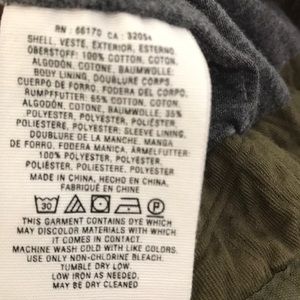 RN : 66170 CA : 32054
SHELL, VESTE, EXTERIOR, ESTERNO,
OBERSTOFF: 100% COTTON, COTON,
ALGODÓN, COTONE, BAUMWOLLE:
BODY LINING, DOUBLURE CORPS,
CUERPO DE FORRO, FODERA DEL CORPO,
RUMPFFUTTER: 65% COTTON, COTON,
ALGODÓN, COTONE, BAUMWOLLE; 35%
POLYESTER, POLYESTER, POLIÉSTER,
POLIESTERE, POLYESTER: SLEEVE LINING,
DOUBLURE DE LA MANCHE, MANGA
DE FORRO, FODERA MANICA, ÄRMELFUTTER:
100% POLYESTER, POLYESTER,
POLIÉSTER, POLIESTERE, POLYESTER
MADE IN CHINA, HECHO EN CHINA,
FABRIQUÉ EN CHINA
30
P
THIS GARMENT CONTAINS DYE WHICH
MAY DISCOLOR MATERIALS WITH WHICH
IT COMES IN CONTACT.
MACHINE WASH COLD WITH LIKE COLORS.
USE ONLY NON-CHLORINE BLEACH.
TUMBLE DRY LOW.
LOW IRON AS NEEDED.
MAY BE DRY CLEANED